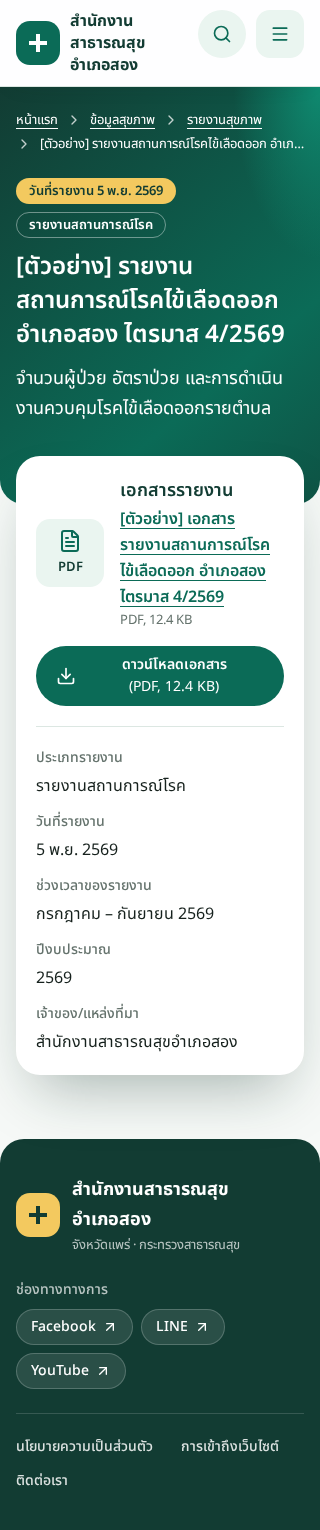 สำนักงาน
สาธารณสุข
อำเภอสอง
หน้าแรก
ข้อมูลสุขภาพ
รายงานสุขภาพ
[ตัวอย่าง] รายงานสถานการณ์โรคไข้เลือดออก อำเภ...
วันที่รายงาน 5 พ.ย. 2569
รายงานสถานการณ์โรค
[ตัวอย่าง] รายงาน
สถานการณ์โรคไข้เลือดออก
อำเภอสอง ไตรมาส 4/2569
จำนวนผู้ป่วย อัตราป่วย และการดำเนิน
งานควบคุมโรคไข้เลือดออกรายตำบล
PDF
เอกสารรายงาน
[ตัวอย่าง] เอกสาร
รายงานสถานการณ์โรค
ไข้เลือดออก อำเภอสอง
ไตรมาส 4/2569
PDF, 12.4 KB
ดาวน์โหลดเอกสาร
(PDF, 12.4 KB)
ประเภทรายงาน
รายงานสถานการณ์โรค
วันที่รายงาน
5 พ.ย. 2569
ช่วงเวลาของรายงาน
กรกฎาคม – กันยายน 2569
ปีงบประมาณ
2569
เจ้าของ/แหล่งที่มา
สำนักงานสาธารณสุขอำเภอสอง
สำนักงานสาธารณสุข
อำเภอสอง
จังหวัดแพร่ · กระทรวงสาธารณสุข
ช่องทางทางการ
Facebook
LINE
YouTube
นโยบายความเป็นส่วนตัว
การเข้าถึงเว็บไซต์
ติดต่อเรา